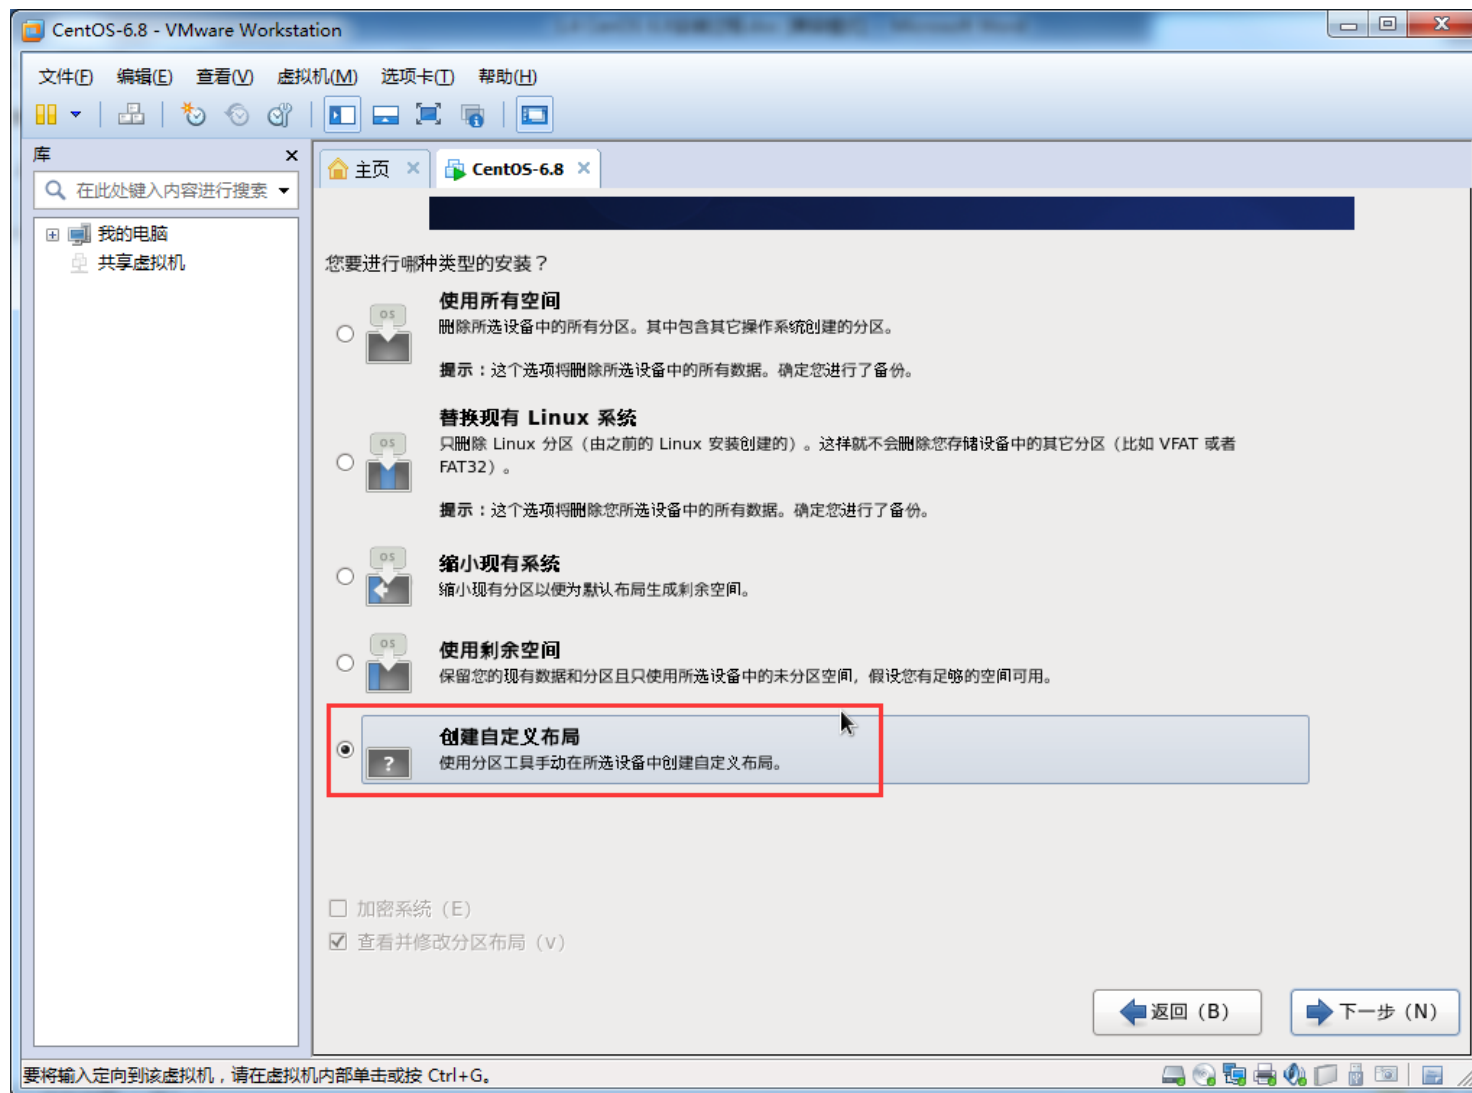 CentOS-6.8 - VMware Workstation
文件(F) 编辑(E) 查看(V) 虚拟机(M) 选项卡(T) 帮助(H)
库
主页
CentOS-6.8
在此处键入内容进行搜索
我的电脑
共享虚拟机
您要进行哪种类型的安装？
使用所有空间
删除所选设备中的所有分区。其中包含其它操作系统创建的分区。
提示：这个选项将删除所选设备中的所有数据。确定您进行了备份。
替换现有 Linux 系统
只删除 Linux 分区（由之前的 Linux 安装创建的）。这样就不会删除您存储设备中的其它分区（比如 VFAT 或者
FAT32）。
提示：这个选项将删除您所选设备中的所有数据。确定您进行了备份。
缩小现有系统
缩小现有分区以便为默认布局生成剩余空间。
使用剩余空间
保留您的现有数据和分区且只使用所选设备中的未分区空间，假设您有足够的空间可用。
创建自定义布局
使用分区工具手动在所选设备中创建自定义布局。
OS
OS
OS
OS
?
加密系统（E）
查看并修改分区布局（V）
返回（B）
下一步（N）
要将输入定向到该虚拟机，请在虚拟机内部单击或按 Ctrl+G。